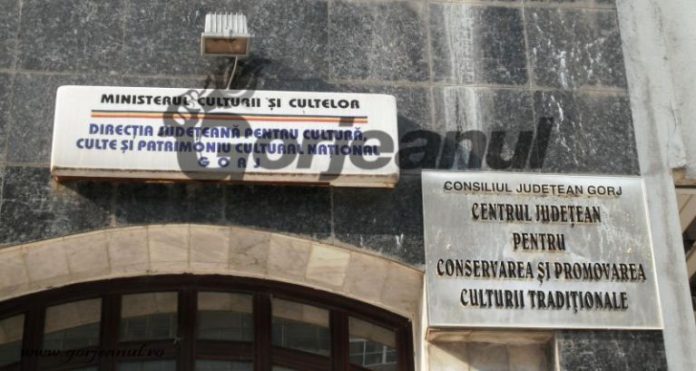 MINISTERUL CULTURII ŞI CULTELOR
DIRECŢIA JUDEŢEANĂ PENTRU CULTURĂ,
CULTE ŞI PATRIMONIU CULTURAL NAŢIONAL
GORJ
Gorjeanul
CONSILIUL JUDEŢEAN GORJ
CENTRUL JUDEŢEAN
PENTRU
CONSERVAREA ŞI PROMOVAREA
CULTURII TRADIŢIONALE
www.gorjeanul.ro